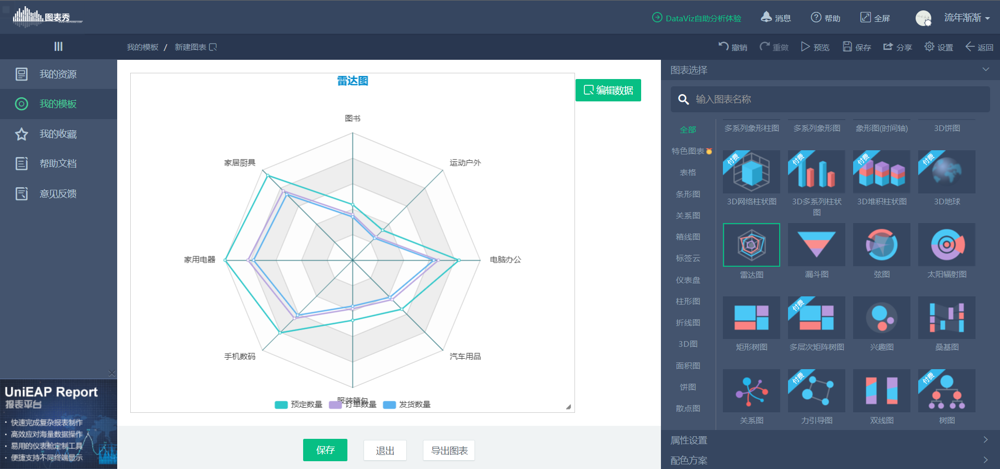 图表秀
DataViz自助分析体验
消息
帮助
全屏
流年渐渐
我的模板 / 新建图表
撤销
重做
预览
保存
分享
设置
返回
我的资源
我的模板
我的收藏
帮助文档
意见反馈
UniEAP Report
报表平台
· 快速完成复杂报表制作
· 高效应对海量数据操作
· 易用的仪表舱定制工具
· 便捷支持不同终端显示
雷达图
编辑数据
图书
家居厨具
运动户外
家用电器
电脑办公
手机数码
汽车用品
服装箱包
预定数量
订单数量
发货数量
保存
退出
导出图表
图表选择
输入图表名称
全部
特色图表
表格
条形图
关系图
箱线图
标签云
仪表盘
柱形图
折线图
3D图
面积图
饼图
散点图
多系列象形柱图
多系列象形图
象形图(时间轴)
3D饼图
付费
付费
付费
付费
3D网络柱状图
3D多系列柱状
图
3D堆积柱状图
3D地球
雷达图
漏斗图
弦图
太阳辐射图
付费
矩形树图
多层次矩阵树图
兴趣图
桑基图
付费
付费
关系图
力引导图
双线图
树图
属性设置
配色方案